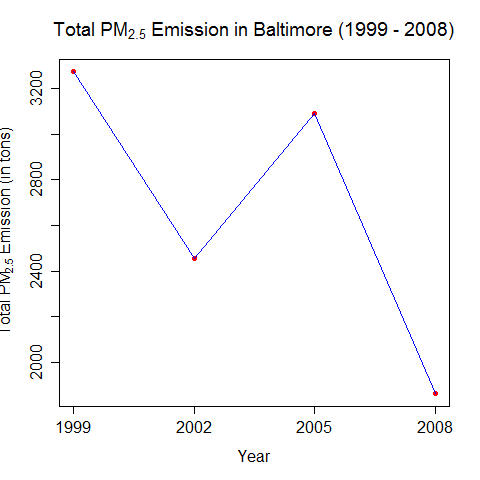 Total PM2.5 Emission in Baltimore (1999 - 2008)
Total PM2.5 Emission (in tons)
3200
2800
2400
2000
1999 2002 2005 2008
Year